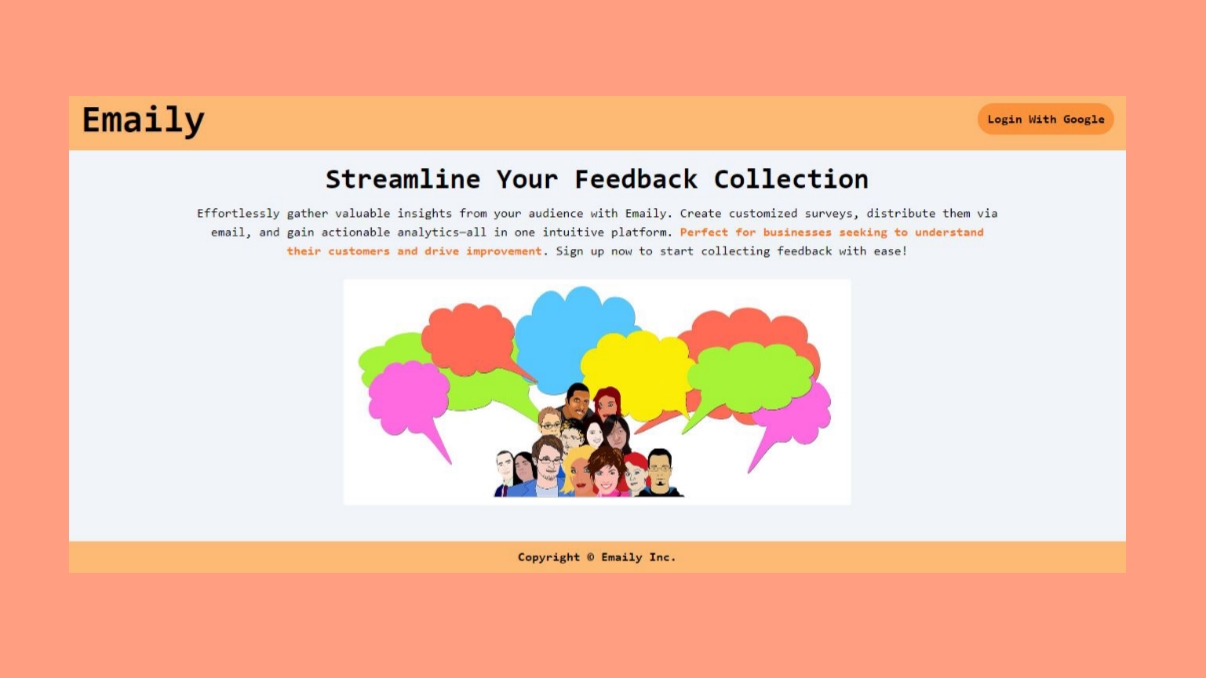 Emaily
Login With Google
Streamline Your Feedback Collection
Effortlessly gather valuable insights from your audience with Emaily. Create customized surveys, distribute them via
email, and gain actionable analytics—all in one intuitive platform. Perfect for businesses seeking to understand
their customers and drive improvement. Sign up now to start collecting feedback with ease!
Copyright © Emaily Inc.